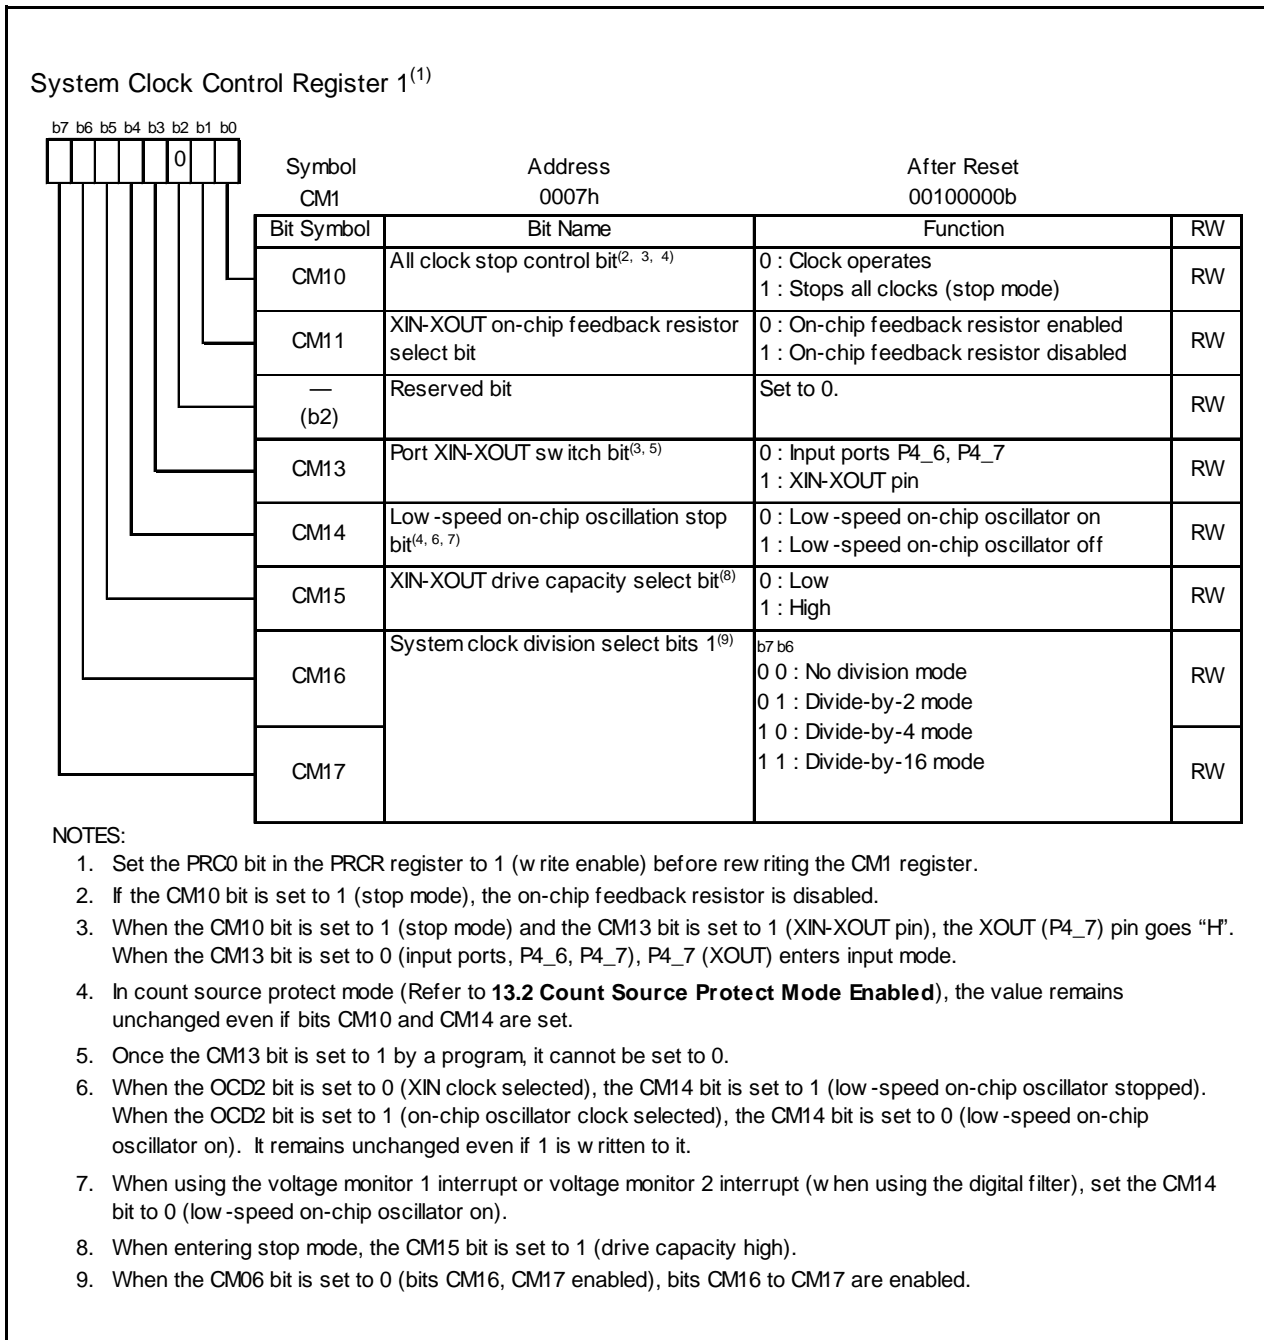 System Clock Control Register 1(1)
b7 b6 b5 b4 b3 b2 b1 b0
0
Symbol Address After Reset
CM1 0007h 00100000b
Bit Symbol Bit Name Function RW
CM10 All clock stop control bit(2, 3, 4) 0 : Clock operates
1 : Stops all clocks (stop mode) RW
CM11 XIN-XOUT on-chip feedback resistor
select bit 0 : On-chip feedback resistor enabled
1 : On-chip feedback resistor disabled RW
—
(b2) Reserved bit Set to 0. RW
CM13 Port XIN-XOUT switch bit(3, 5) 0 : Input ports P4_6, P4_7
1 : XIN-XOUT pin RW
CM14 Low-speed on-chip oscillation stop
bit(4, 6, 7) 0 : Low-speed on-chip oscillator on
1 : Low-speed on-chip oscillator off RW
CM15 XIN-XOUT drive capacity select bit(8) 0 : Low
1 : High RW
CM16 System clock division select bits 1(9) b7 b6
0 0 : No division mode
0 1 : Divide-by-2 mode
1 0 : Divide-by-4 mode
1 1 : Divide-by-16 mode RW
CM17 RW
NOTES:
1. Set the PRC0 bit in the PRCR register to 1 (write enable) before rewriting the CM1 register.
2. If the CM10 bit is set to 1 (stop mode), the on-chip feedback resistor is disabled.
3. When the CM10 bit is set to 1 (stop mode) and the CM13 bit is set to 1 (XIN-XOUT pin), the XOUT (P4_7) pin goes “H”.
When the CM13 bit is set to 0 (input ports, P4_6, P4_7), P4_7 (XOUT) enters input mode.
4. In count source protect mode (Refer to 13.2 Count Source Protect Mode Enabled), the value remains
unchanged even if bits CM10 and CM14 are set.
5. Once the CM13 bit is set to 1 by a program, it cannot be set to 0.
6. When the OCD2 bit is set to 0 (XIN clock selected), the CM14 bit is set to 1 (low-speed on-chip oscillator stopped).
When the OCD2 bit is set to 1 (on-chip oscillator clock selected), the CM14 bit is set to 0 (low-speed on-chip
oscillator on). It remains unchanged even if 1 is written to it.
7. When using the voltage monitor 1 interrupt or voltage monitor 2 interrupt (when using the digital filter), set the CM14
bit to 0 (low-speed on-chip oscillator on).
8. When entering stop mode, the CM15 bit is set to 1 (drive capacity high).
9. When the CM06 bit is set to 0 (bits CM16, CM17 enabled), bits CM16 to CM17 are enabled.